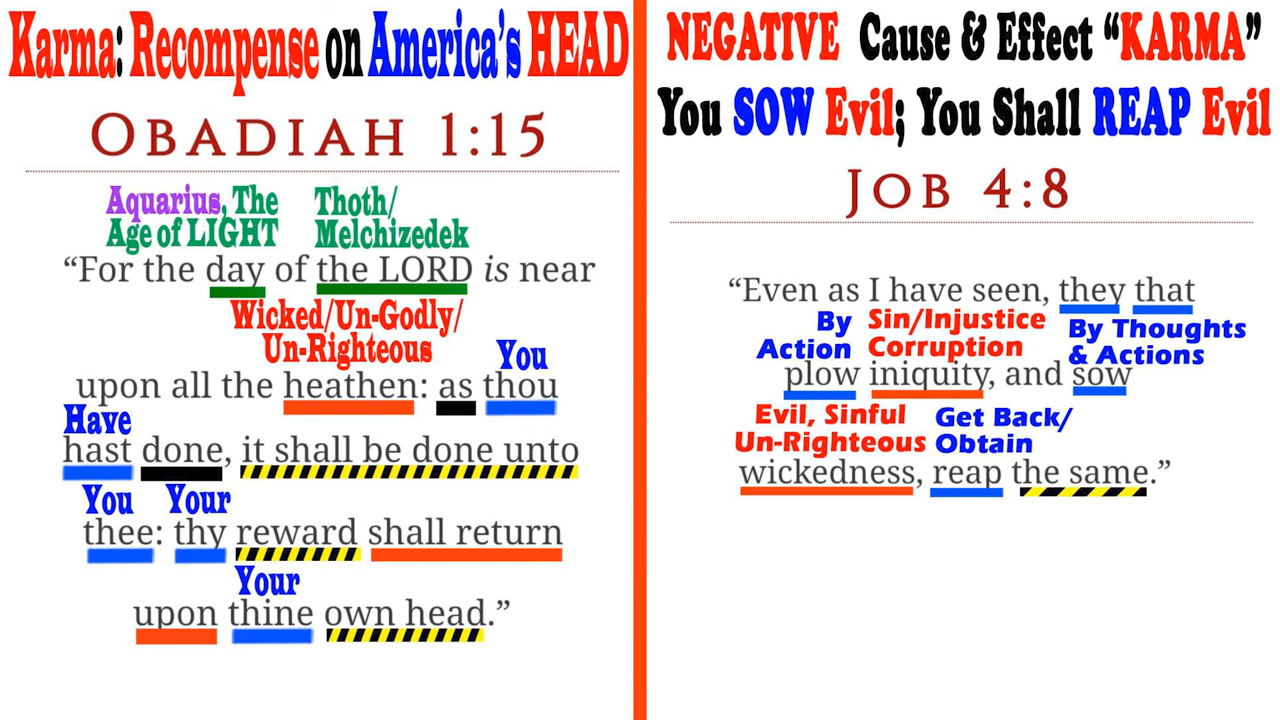 Karma: Recompense on America's HEAD
OBADIAH 1:15
Aquarius, The
Age of LIGHT
Thoth/
Melchizedek
“For the day of the LORD is near
Wicked/Un-Godly/
Un-Righteous
You
upon all the heathen: as thou
Have
hast done, it shall be done unto
You Your
thee: thy reward shall return
Your
upon thine own head.”
NEGATIVE Cause & Effect “KARMA”
You SOW Evil; You Shall REAP Evil
JOB 4:8
“Even as I have seen, they that
By
Action
Sin/Injustice
Corruption
By Thoughts
& Actions
plow iniquity, and sow
Evil, Sinful
Un-Righteous
Get Back/
Obtain
wickedness, reap the same.”